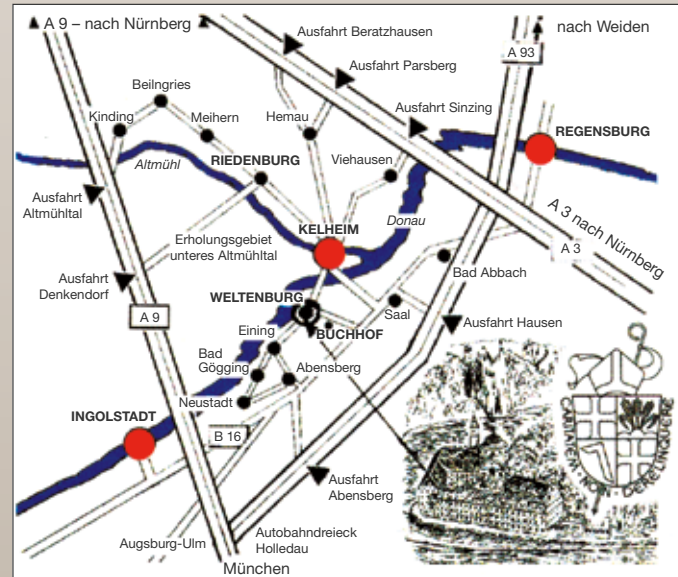 A 9 – nach Nürnberg
Ausfahrt Beratzhausen
nach Weiden
A 93
Ausfahrt Parsberg
Beilngries
Kinding
Meihern
Hemau
Ausfahrt Sinzing
REGENSBURG
Altmühl
RIEDENBURG
Viehausen
Ausfahrt
Altmühltal
Donau
KELHEIM
A 3 nach Nürnberg
A 3
Erholungsgebiet
unteres Altmühltal
Bad Abbach
Ausfahrt
Denkendorf
WELTENBURG
Saal
A 9
Eining
BUCHHOF
Ausfahrt Hausen
Bad
Gögging
Abensberg
Neustadt
INGOLSTADT
B 16
Ausfahrt
Abensberg
Augsburg-Ulm
Autobahndreieck
Holledau
München